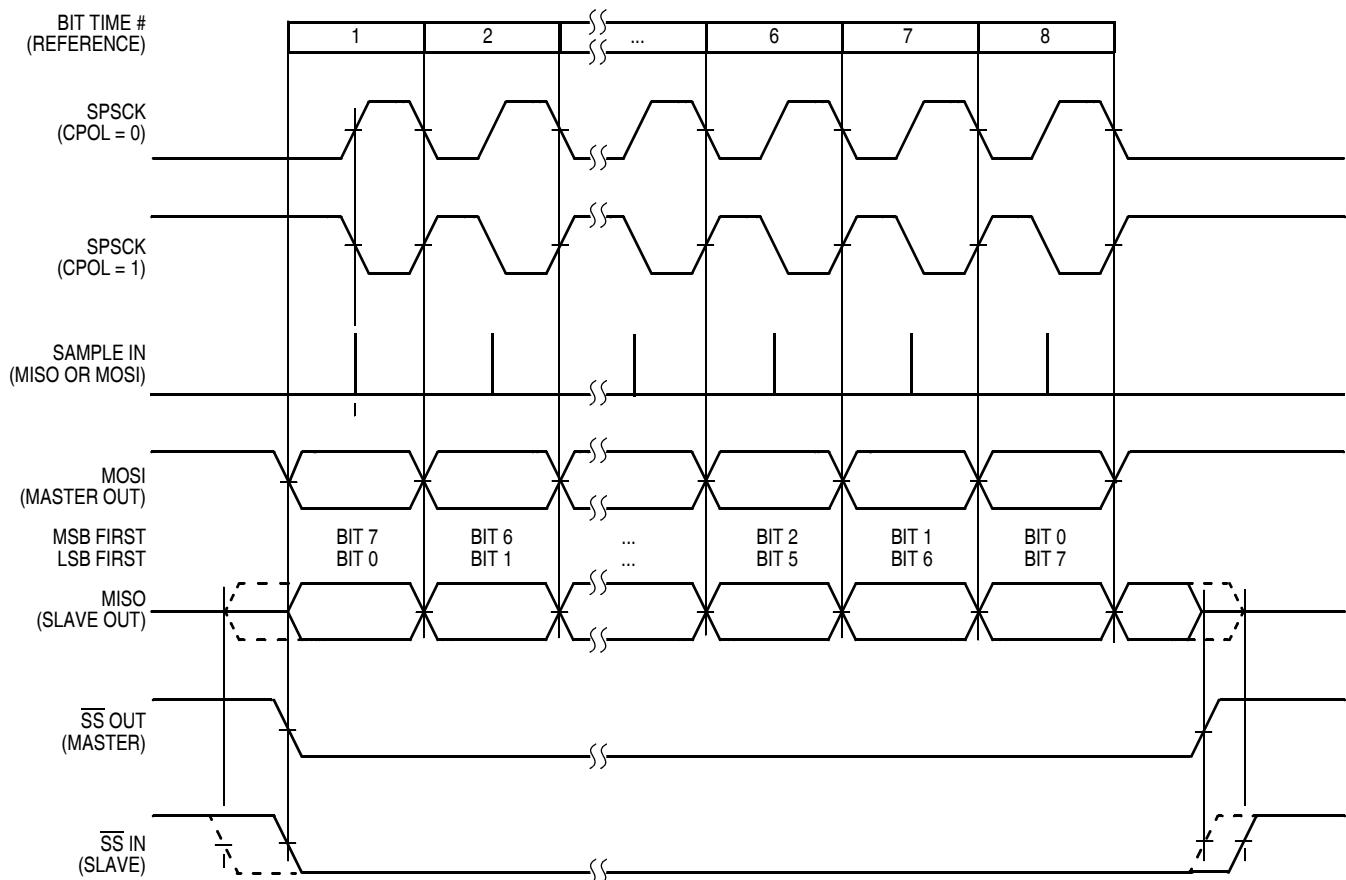 BIT TIME #
(REFERENCE)
1 2 ... 6 7 8
SPSCK
(CPOL = 0)
SPSCK
(CPOL = 1)
SAMPLE IN
(MISO OR MOSI)
MOSI
(MASTER OUT)
MSB FIRST BIT 7 BIT 6 ... BIT 2 BIT 1 BIT 0
LSB FIRST BIT 0 BIT 1 ... BIT 5 BIT 6 BIT 7
MISO
(SLAVE OUT)
SS OUT
(MASTER)
SS IN
(SLAVE)